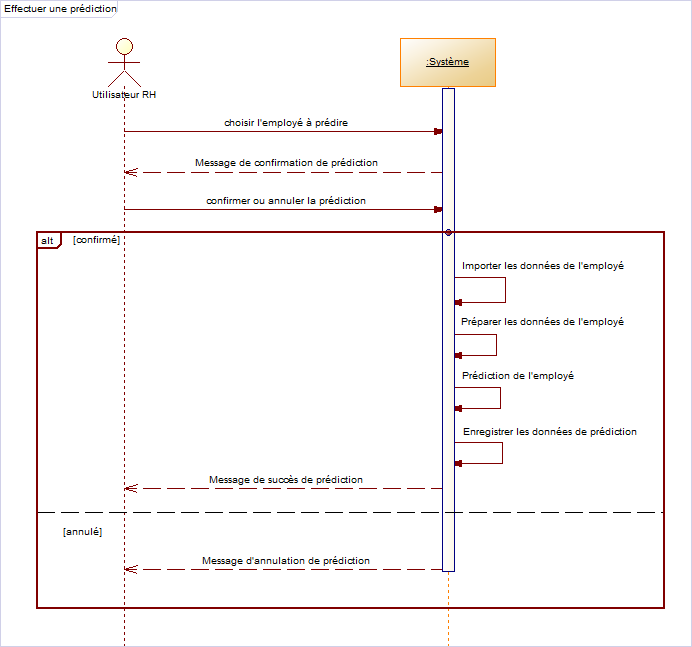 Effectuer une prédiction
:Système
Utilisateur RH
choisir l'employé à prédire
Message de confirmation de prédiction
confirmer ou annuler la prédiction
alt [confirmé]
Importer les données de l'employé
Préparer les données de l'employé
Prédiction de l'employé
Enregistrer les données de prédiction
Message de succès de prédiction
[annulé]
Message d'annulation de prédiction